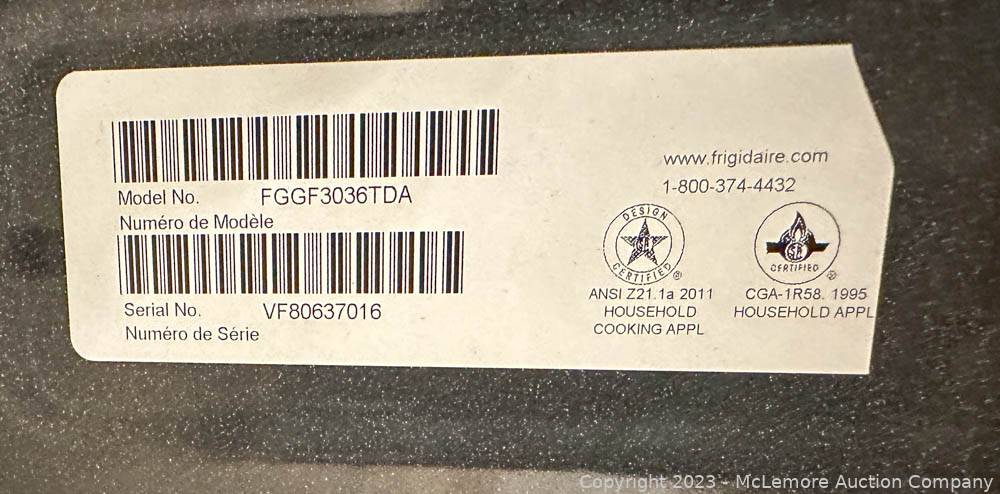 Model No. FGGF3036TDA
Numéro de Modèle
Serial No. VF80637016
Numéro de Série
www.frigidaire.com
1-800-374-4432
DESIGN
CERTIFIED
®
ANSI Z21.1a 2011
HOUSEHOLD
COOKING APPL
CERTIFIED
®
CGA-1R58. 1995
HOUSEHOLD APPL
Copyright 2023 - McLemore Auction Company